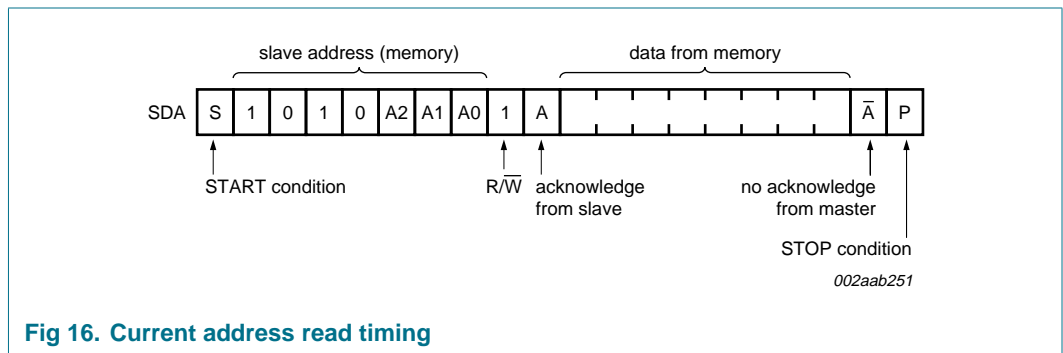 slave address (memory) data from memory
SDA S 1 0 1 0 A2 A1 A0 1 A A̅ P
START condition R/W̅ acknowledge from slave no acknowledge from master
STOP condition
002aab251
Fig 16. Current address read timing